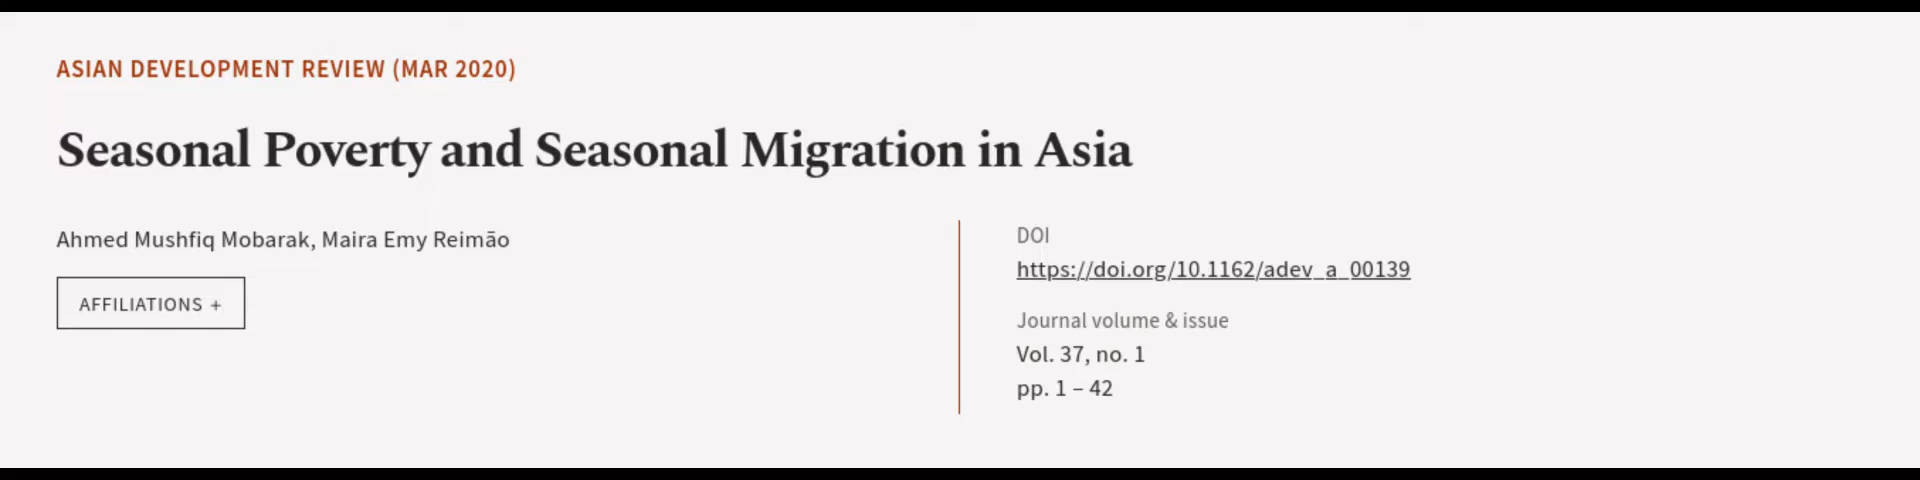 ASIAN DEVELOPMENT REVIEW (MAR 2020)
Seasonal Poverty and Seasonal Migration in Asia
Ahmed Mushfiq Mobarak, Maira Emy Reimão
AFFILIATIONS +
DOI
https://doi.org/10.1162/adev_a_00139
Journal volume & issue
Vol. 37, no. 1
pp. 1 – 42